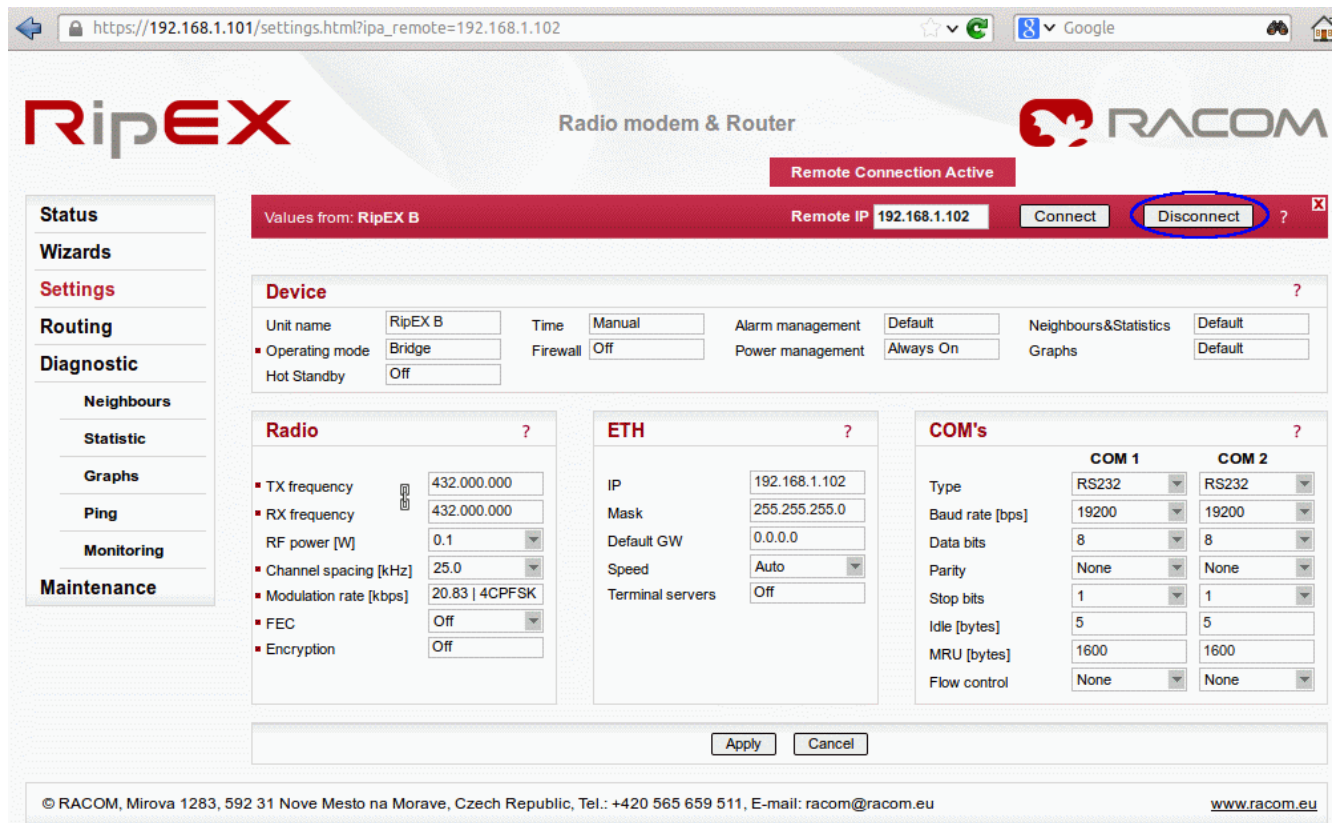 https://192.168.1.101/settings.html?ipa_remote=192.168.1.102
8 Google
RipEX
Radio modem & Router
RACOM
Remote Connection Active
Values from: RipEX B Remote IP 192.168.1.102 Connect Disconnect ? x
Status
Wizards
Settings
Routing
Diagnostic
Neighbours
Statistic
Graphs
Ping
Monitoring
Maintenance
Device ?
Unit name RipEX B Time Manual Alarm management Default Neighbours&Statistics Default
Operating mode Bridge Firewall Off Power management Always On Graphs Default
Hot Standby Off
Radio ?
TX frequency 432.000.000
RX frequency 432.000.000
RF power [W] 0.1
Channel spacing [kHz] 25.0
Modulation rate [kbps] 20.83 | 4CPFSK
FEC Off
Encryption Off
ETH ?
IP 192.168.1.102
Mask 255.255.255.0
Default GW 0.0.0.0
Speed Auto
Terminal servers Off
COM's ?
COM 1 COM 2
Type RS232 RS232
Baud rate [bps] 19200 19200
Data bits 8 8
Parity None None
Stop bits 1 1
Idle [bytes] 5 5
MRU [bytes] 1600 1600
Flow control None None
Apply Cancel
© RACOM, Mirova 1283, 592 31 Nove Mesto na Morave, Czech Republic, Tel.: +420 565 659 511, E-mail: racom@racom.eu www.racom.eu